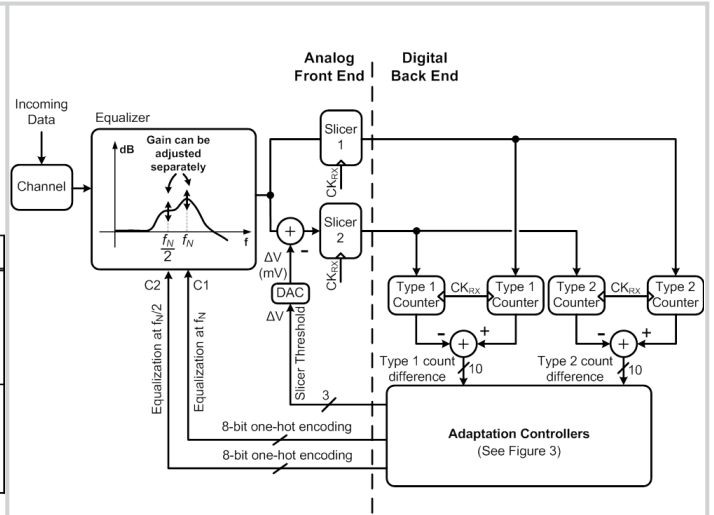 Analog
Front End
Digital
Back End
Incoming
Data
Channel
Equalizer
Gain can be
adjusted
separately
dB
f_N/2
f_N
f
C2
C1
Equalization at f_N/2
Equalization at f_N
Slicer
1
CK_RX
+
-
Slicer
2
CK_RX
ΔV
(mV)
DAC
ΔV
Slicer Threshold
3
Type 1
Counter
CK_RX
Type 1
Counter
Type 2
Counter
CK_RX
Type 2
Counter
-
+
+
-
+
+
Type 1 count
difference
10
Type 2 count
difference
10
8-bit one-hot encoding
8-bit one-hot encoding
Adaptation Controllers
(See Figure 3)